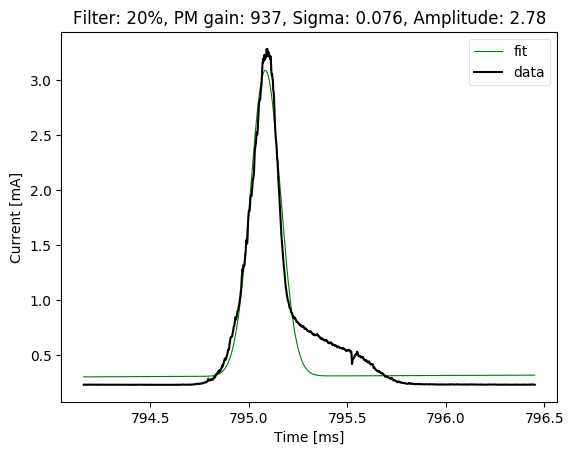 Filter: 20%, PM gain: 937, Sigma: 0.076, Amplitude: 2.78
fit
data
Current [mA]
3.0
2.5
2.0
1.5
1.0
0.5
794.5 795.0 795.5 796.0 796.5
Time [ms]